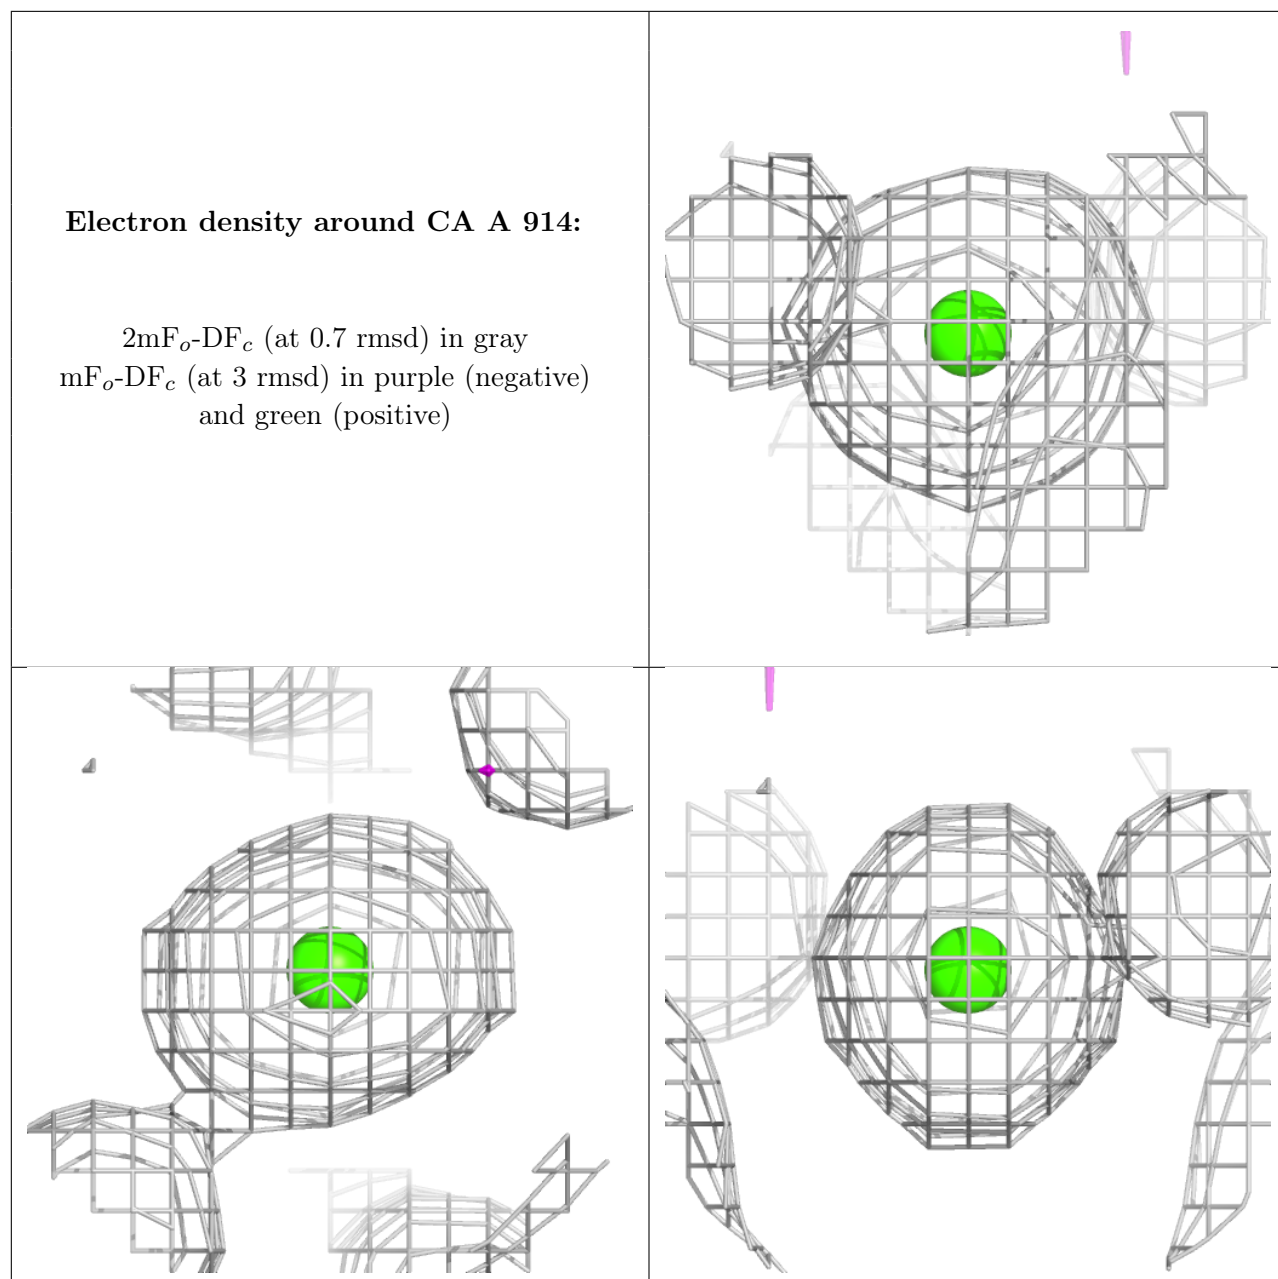 Electron density around CA A 914:
2mFo-DFc (at 0.7 rmsd) in gray
mFo-DFc (at 3 rmsd) in purple (negative)
and green (positive)